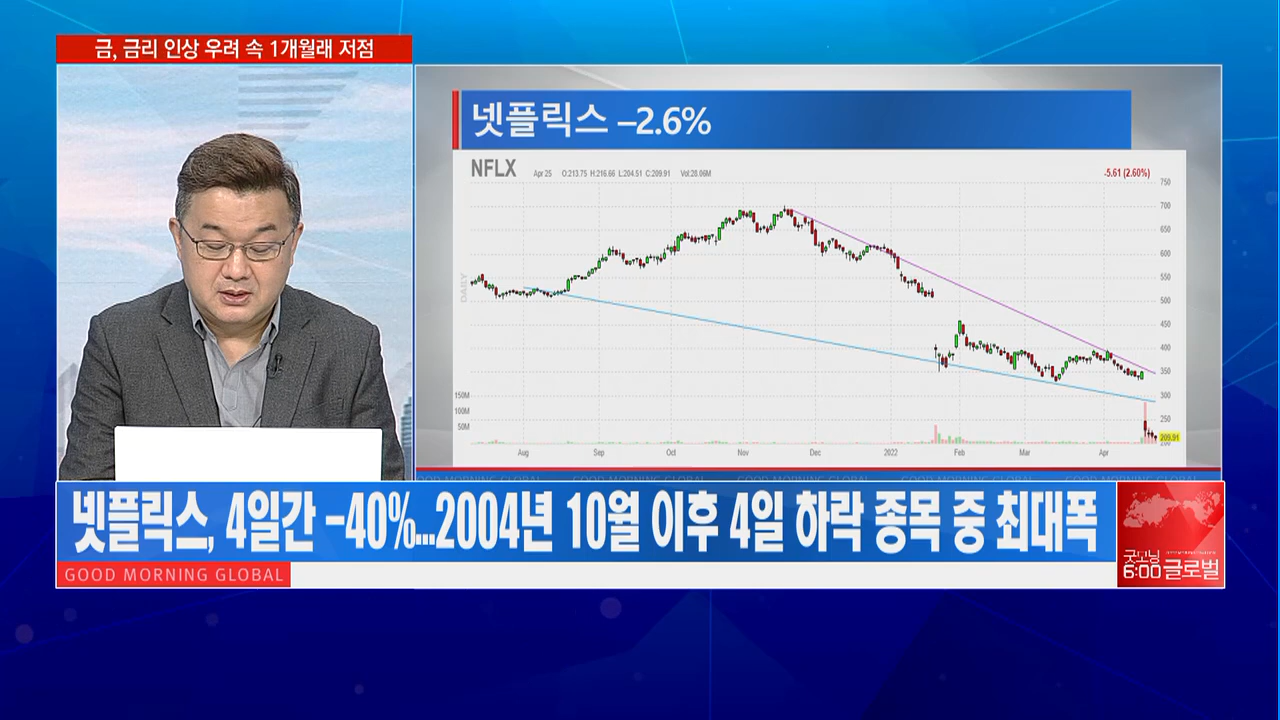 금, 금리 인상 우려 속 1개월래 저점
넷플릭스 –2.6%
NFLX Apr 25 O:213.75 H:216.66 L:204.51 C:209.91 Vol:28.06M -5.61 (2.60%)
750
700
650
600
550
500
450
400
350
300
250
209.91
DAILY
150M
100M
50M
Aug Sep Oct Nov Dec 2022 Feb Mar Apr
넷플릭스, 4일간 -40%...2004년 10월 이후 4일 하락 종목 중 최대폭
GOOD MORNING GLOBAL
굿모닝
6:00 글로벌